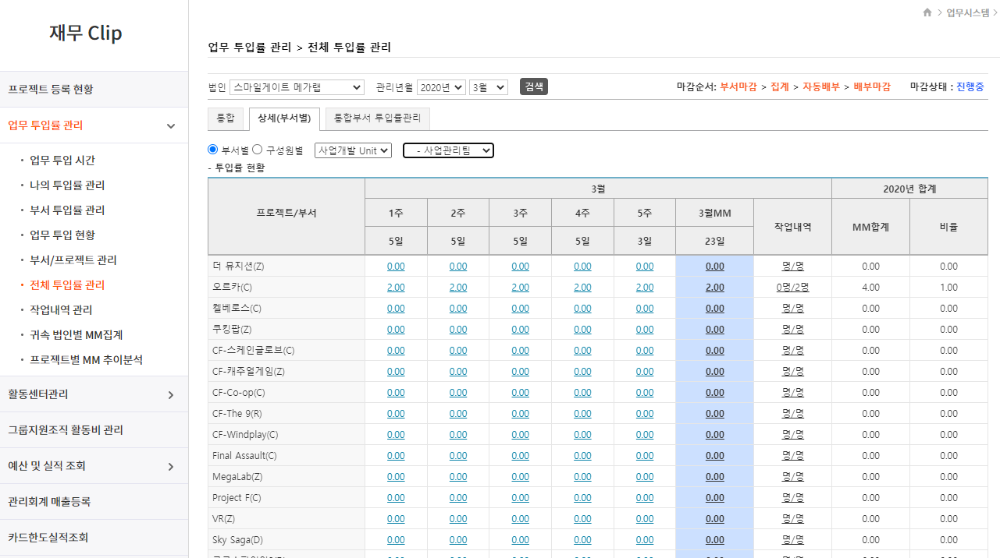 재무 Clip
프로젝트 등록 현황
업무 투입률 관리
· 업무 투입 시간
· 나의 투입률 관리
· 부서 투입률 관리
· 업무 투입 현황
· 부서/프로젝트 관리
· 전체 투입률 관리
· 작업내역 관리
· 귀속 법인별 MM집계
· 프로젝트별 MM 추이분석
활동센터관리
그룹지원조직 활동비 관리
예산 및 실적 조회
관리회계 매출등록
카드한도실적조회
> 업무시스템 >
업무 투입률 관리 > 전체 투입률 관리
법인 스마일게이트 메가랩 관리년월 2020년 3월 검색 마감순서: 부서마감 > 집계 > 자동배부 > 배부마감 마감상태 : 진행중
통합 상세(부서별) 통합부서 투입률관리
부서별 구성원별 사업개발 Unit - 사업관리팀
- 투입률 현황
프로젝트/부서 3월 2020년 합계
1주 2주 3주 4주 5주 3월MM 작업내역 MM합계 비율
5일 5일 5일 5일 3일 23일
더 뮤지션(Z) 0.00 0.00 0.00 0.00 0.00 0.00 명/명 0.00 0.00
오르카(C) 2.00 2.00 2.00 2.00 2.00 2.00 0명/2명 4.00 1.00
켈베로스(C) 0.00 0.00 0.00 0.00 0.00 0.00 명/명 0.00 0.00
쿠킹팝(Z) 0.00 0.00 0.00 0.00 0.00 0.00 명/명 0.00 0.00
CF-스케인글로브(C) 0.00 0.00 0.00 0.00 0.00 0.00 명/명 0.00 0.00
CF-캐주얼게임(Z) 0.00 0.00 0.00 0.00 0.00 0.00 명/명 0.00 0.00
CF-Co-op(C) 0.00 0.00 0.00 0.00 0.00 0.00 명/명 0.00 0.00
CF-The 9(R) 0.00 0.00 0.00 0.00 0.00 0.00 명/명 0.00 0.00
CF-Windplay(C) 0.00 0.00 0.00 0.00 0.00 0.00 명/명 0.00 0.00
Final Assault(C) 0.00 0.00 0.00 0.00 0.00 0.00 명/명 0.00 0.00
MegaLab(Z) 0.00 0.00 0.00 0.00 0.00 0.00 명/명 0.00 0.00
Project F(C) 0.00 0.00 0.00 0.00 0.00 0.00 명/명 0.00 0.00
VR(Z) 0.00 0.00 0.00 0.00 0.00 0.00 명/명 0.00 0.00
Sky Saga(D) 0.00 0.00 0.00 0.00 0.00 0.00 명/명 0.00 0.00